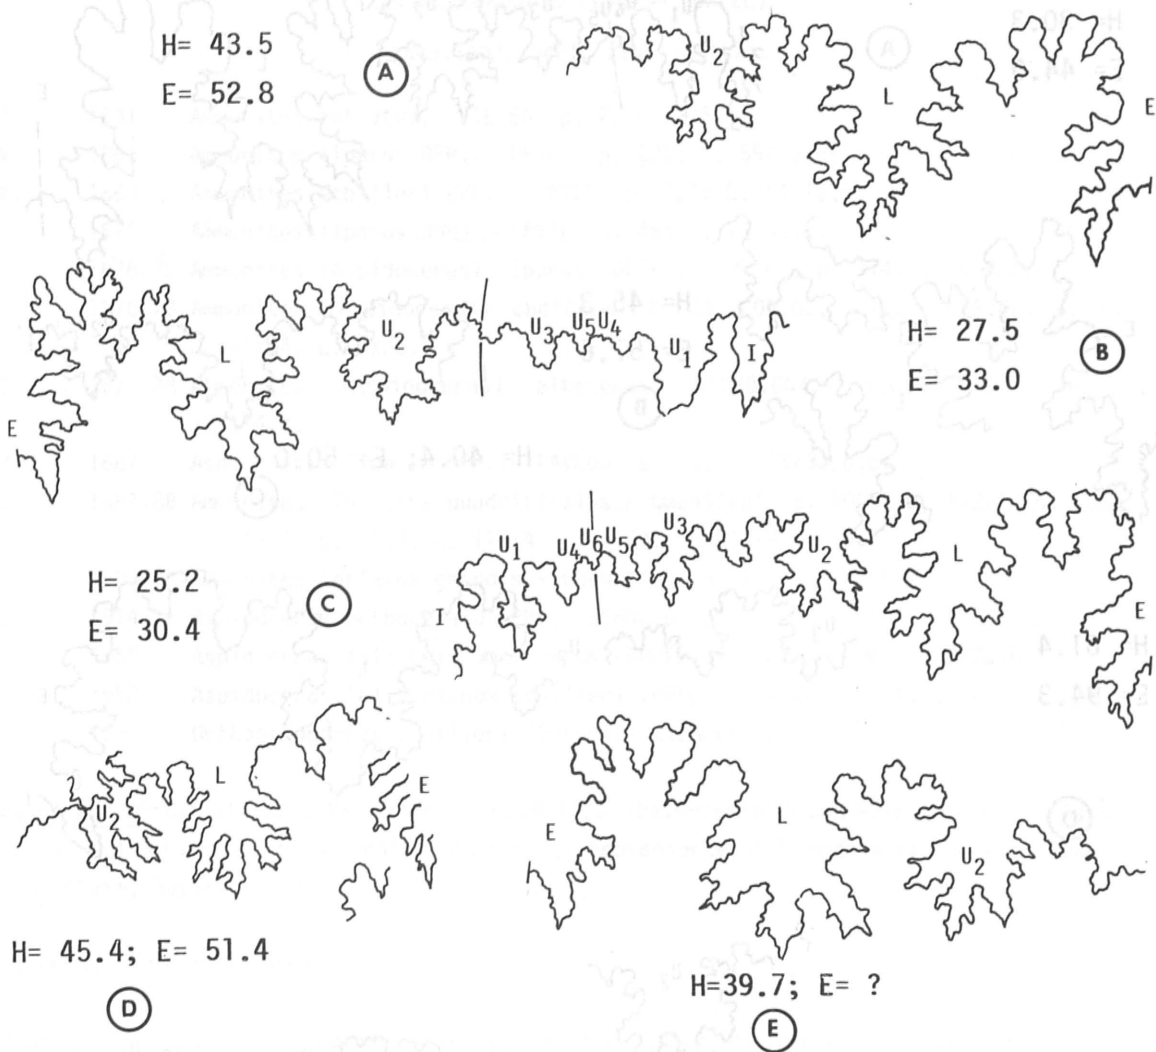 H= 43.5
E= 52.8
A
U2
L
E
E
L
U2
U3
U5
U4
U1
I
H= 27.5
E= 33.0
B
H= 25.2
E= 30.4
C
I
U1
U4
U6
U5
U3
U2
L
E
U2
L
E
H= 45.4; E= 51.4
D
E
L
U2
H=39.7; E= ?
E